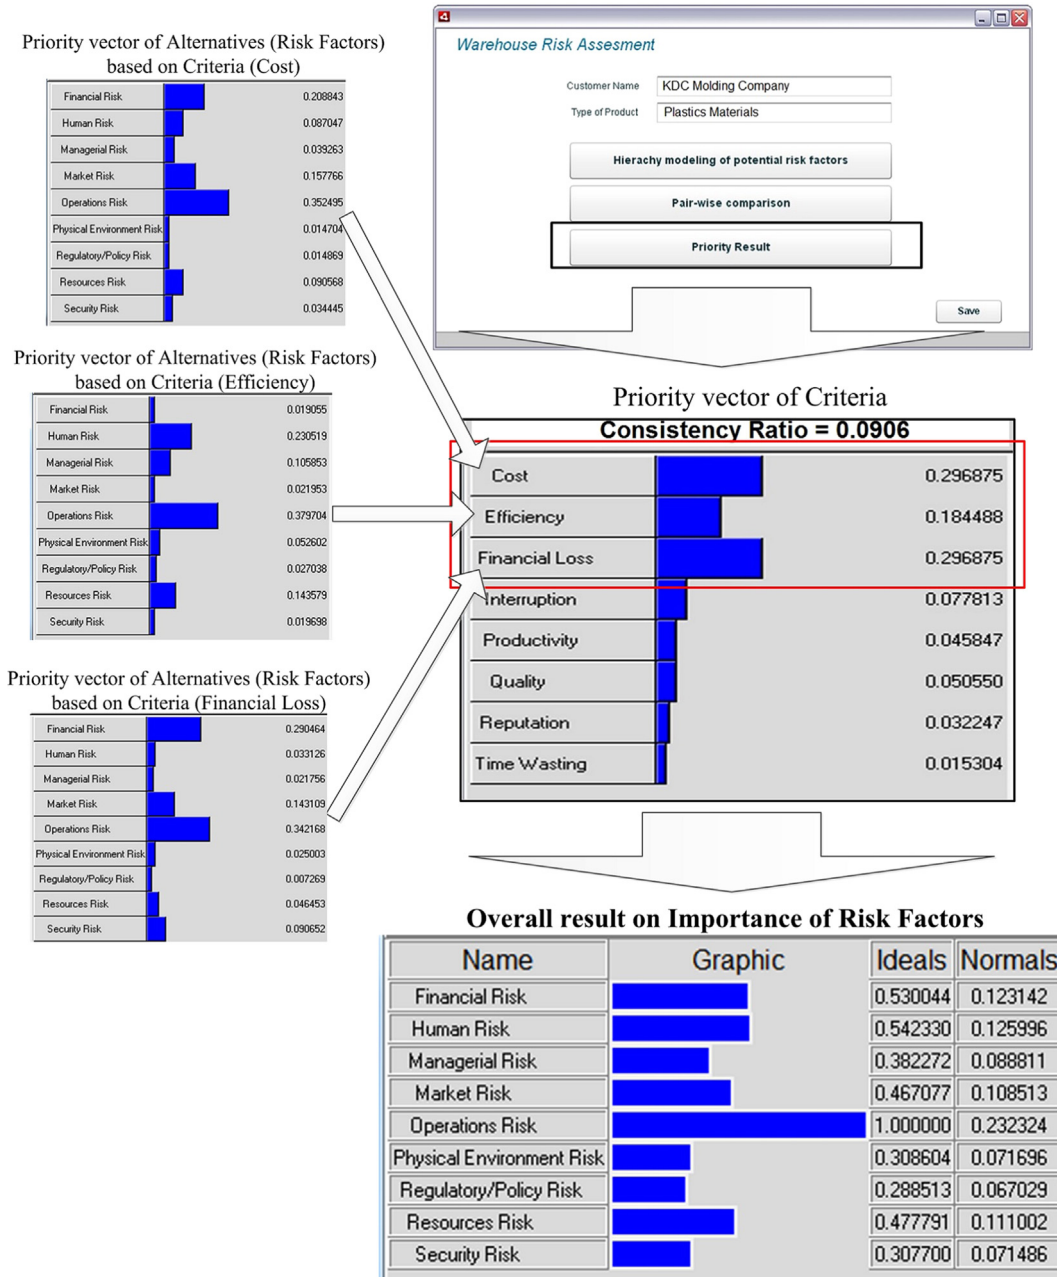 Priority vector of Alternatives (Risk Factors)
based on Criteria (Cost)
Financial Risk 0.208843
Human Risk 0.087047
Managerial Risk 0.039263
Market Risk 0.157766
Operations Risk 0.352495
Physical Environment Risk 0.014704
Regulatory/Policy Risk 0.014869
Resources Risk 0.090568
Security Risk 0.034445
Warehouse Risk Assesment
Customer Name KDC Molding Company
Type of Product Plastics Materials
Hierachy modeling of potential risk factors
Pair-wise comparison
Priority Result
Save
Priority vector of Alternatives (Risk Factors)
based on Criteria (Efficiency)
Financial Risk 0.019055
Human Risk 0.230519
Managerial Risk 0.105853
Market Risk 0.021953
Operations Risk 0.379704
Physical Environment Risk 0.052602
Regulatory/Policy Risk 0.027038
Resources Risk 0.143579
Security Risk 0.019698
Priority vector of Criteria
Consistency Ratio = 0.0906
Cost 0.296875
Efficiency 0.184488
Financial Loss 0.296875
Interruption 0.077813
Productivity 0.045847
Quality 0.050550
Reputation 0.032247
Time Wasting 0.015304
Priority vector of Alternatives (Risk Factors)
based on Criteria (Financial Loss)
Financial Risk 0.290464
Human Risk 0.033126
Managerial Risk 0.021756
Market Risk 0.143109
Operations Risk 0.342168
Physical Environment Risk 0.025003
Regulatory/Policy Risk 0.007269
Resources Risk 0.046453
Security Risk 0.090652
Overall result on Importance of Risk Factors
Name Graphic Ideals Normals
Financial Risk 0.530044 0.123142
Human Risk 0.542330 0.125996
Managerial Risk 0.382272 0.088811
Market Risk 0.467077 0.108513
Operations Risk 1.000000 0.232324
Physical Environment Risk 0.308604 0.071696
Regulatory/Policy Risk 0.288513 0.067029
Resources Risk 0.477791 0.111002
Security Risk 0.307700 0.071486